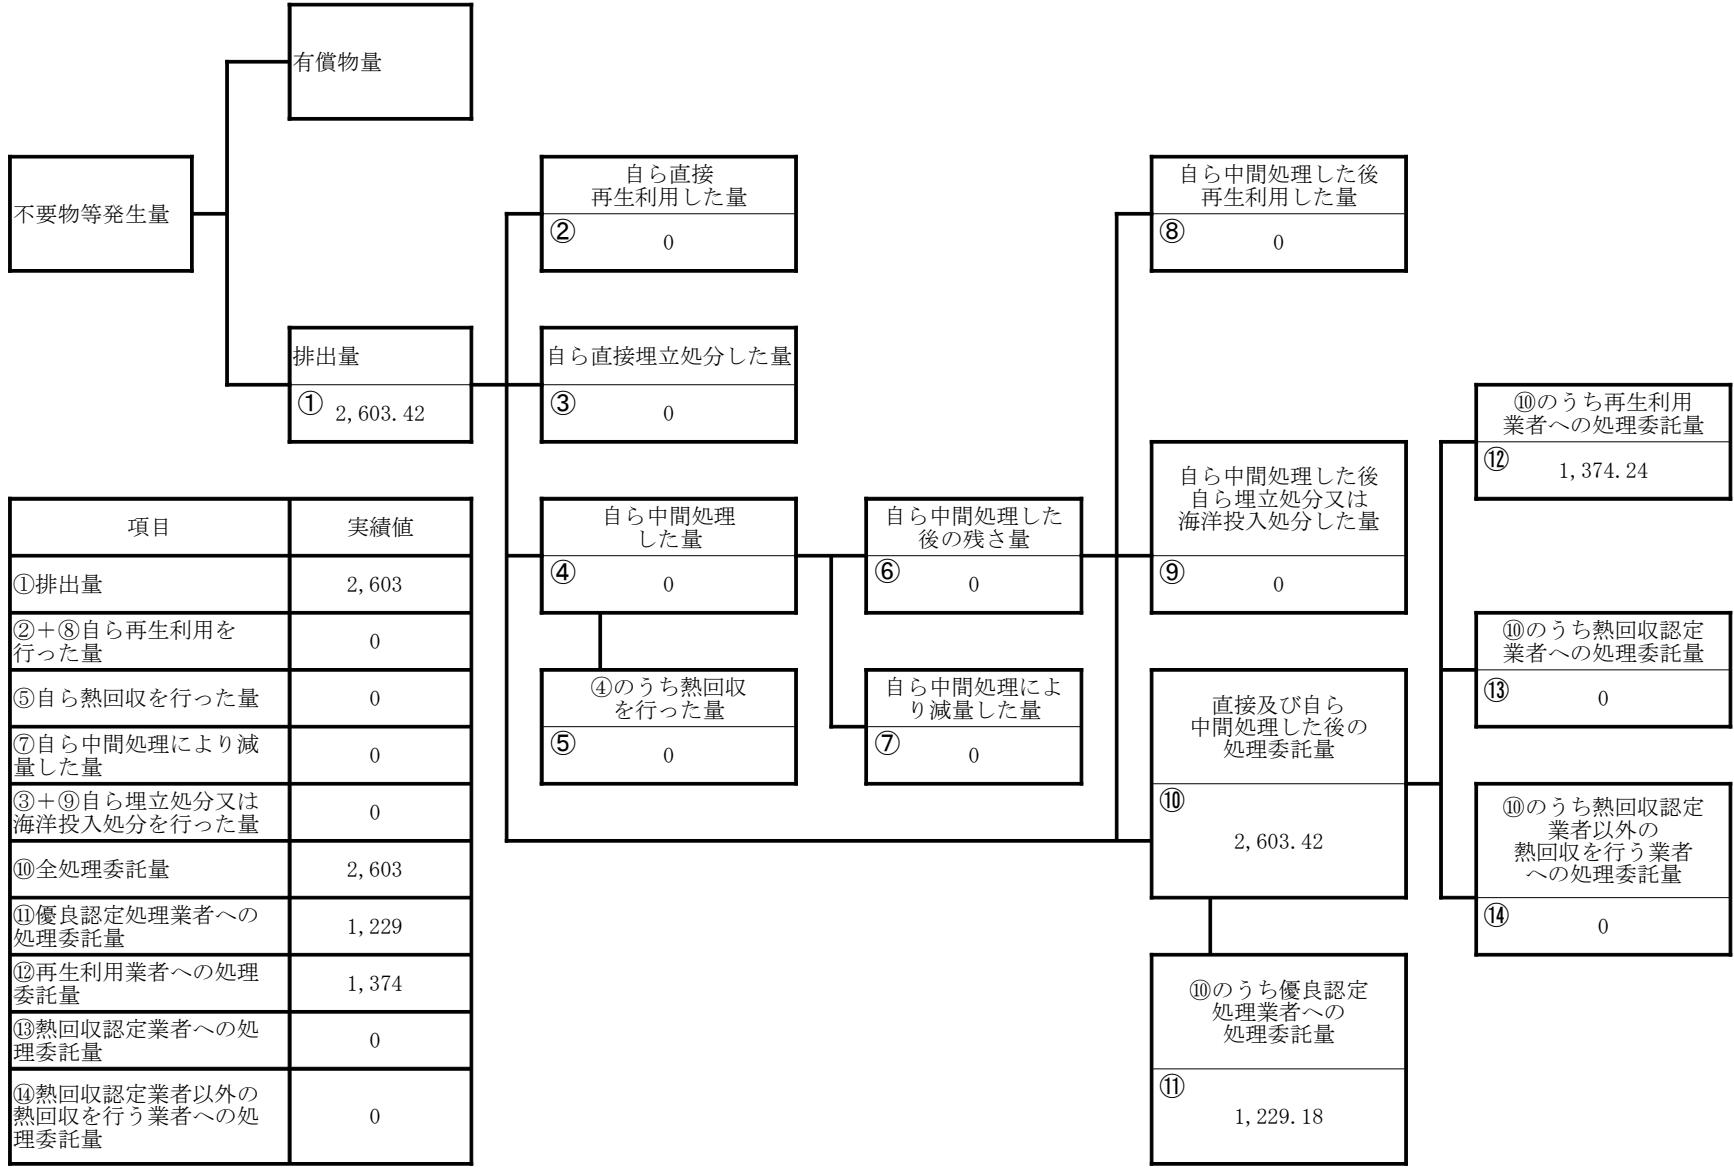 有償物量
不要物等発生量
排出量
①
2,603.42
自ら直接
再生利用した量
②
0
自ら直接埋立処分した量
③
0
自ら中間処理
した量
④
0
④のうち熱回収
を行った量
⑤
0
自ら中間処理した
後の残さ量
⑥
0
自ら中間処理によ
り減量した量
⑦
0
自ら中間処理した後
再生利用した量
⑧
0
自ら中間処理した後
自ら埋立処分又は
海洋投入処分した量
⑨
0
直接及び自ら
中間処理した後の
処理委託量
⑩
2,603.42
⑩のうち優良認定
処理業者への
処理委託量
⑪
1,229.18
⑩のうち再生利用
業者への処理委託量
⑫
1,374.24
⑩のうち熱回収認定
業者への処理委託量
⑬
0
⑩のうち熱回収認定
業者以外の
熱回収を行う業者
への処理委託量
⑭
0
項目 実績値
①排出量 2,603
②＋⑧自ら再生利用を
行った量 0
⑤自ら熱回収を行った量 0
⑦自ら中間処理により減
量した量 0
③＋⑨自ら埋立処分又は
海洋投入処分を行った量 0
⑩全処理委託量 2,603
⑪優良認定処理業者への
処理委託量 1,229
⑫再生利用業者への処理
委託量 1,374
⑬熱回収認定業者への処
理委託量 0
⑭熱回収認定業者以外の
熱回収を行う業者への処
理委託量 0